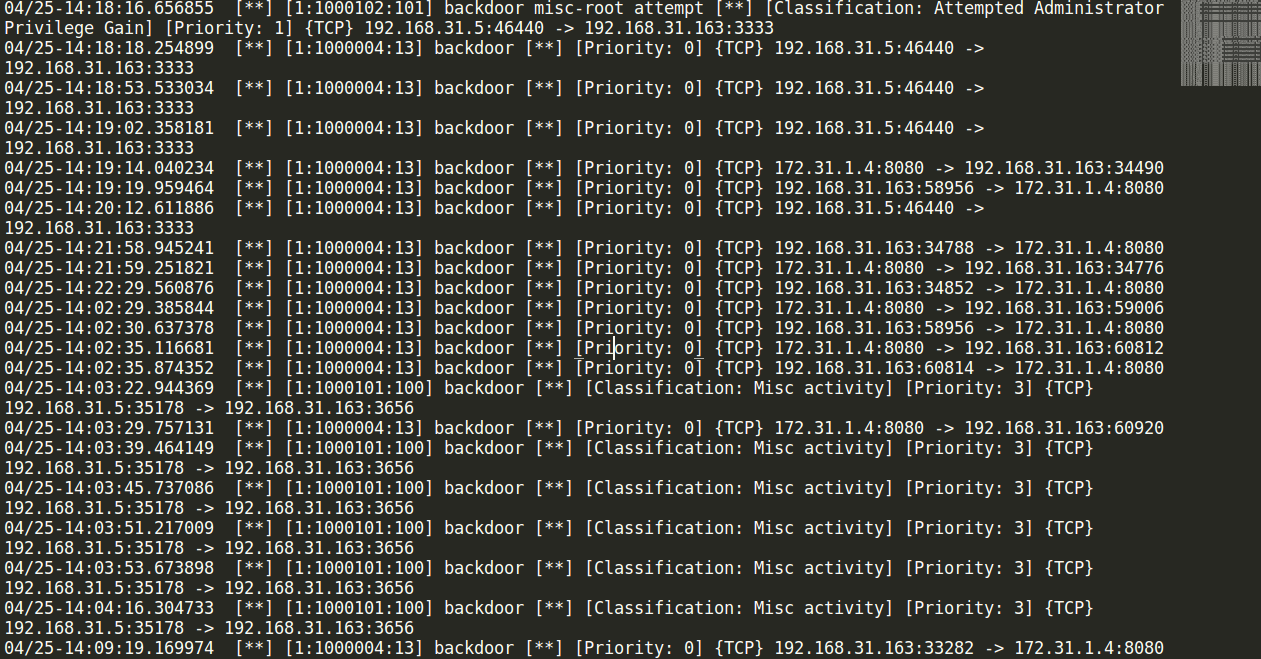 04/25-14:18:16.656855  [**] [1:1000102:101] backdoor misc-root attempt [**] [Classification: Attempted Administrator
Privilege Gain] [Priority: 1] {TCP} 192.168.31.5:46440 -> 192.168.31.163:3333
04/25-14:18:18.254899  [**] [1:1000004:13] backdoor [**] [Priority: 0] {TCP} 192.168.31.5:46440 ->
192.168.31.163:3333
04/25-14:18:53.533034  [**] [1:1000004:13] backdoor [**] [Priority: 0] {TCP} 192.168.31.5:46440 ->
192.168.31.163:3333
04/25-14:19:02.358181  [**] [1:1000004:13] backdoor [**] [Priority: 0] {TCP} 192.168.31.5:46440 ->
192.168.31.163:3333
04/25-14:19:14.040234  [**] [1:1000004:13] backdoor [**] [Priority: 0] {TCP} 172.31.1.4:8080 -> 192.168.31.163:34490
04/25-14:19:19.959464  [**] [1:1000004:13] backdoor [**] [Priority: 0] {TCP} 192.168.31.163:58956 -> 172.31.1.4:8080
04/25-14:20:12.611886  [**] [1:1000004:13] backdoor [**] [Priority: 0] {TCP} 192.168.31.5:46440 ->
192.168.31.163:3333
04/25-14:21:58.945241  [**] [1:1000004:13] backdoor [**] [Priority: 0] {TCP} 192.168.31.163:34788 -> 172.31.1.4:8080
04/25-14:21:59.251821  [**] [1:1000004:13] backdoor [**] [Priority: 0] {TCP} 172.31.1.4:8080 -> 192.168.31.163:34776
04/25-14:22:29.560876  [**] [1:1000004:13] backdoor [**] [Priority: 0] {TCP} 192.168.31.163:34852 -> 172.31.1.4:8080
04/25-14:02:29.385844  [**] [1:1000004:13] backdoor [**] [Priority: 0] {TCP} 172.31.1.4:8080 -> 192.168.31.163:59006
04/25-14:02:30.637378  [**] [1:1000004:13] backdoor [**] [Priority: 0] {TCP} 192.168.31.163:58956 -> 172.31.1.4:8080
04/25-14:02:35.116681  [**] [1:1000004:13] backdoor [**] [Priority: 0] {TCP} 172.31.1.4:8080 -> 192.168.31.163:60812
04/25-14:02:35.874352  [**] [1:1000004:13] backdoor [**] [Priority: 0] {TCP} 192.168.31.163:60814 -> 172.31.1.4:8080
04/25-14:03:22.944369  [**] [1:1000101:100] backdoor [**] [Classification: Misc activity] [Priority: 3] {TCP}
192.168.31.5:35178 -> 192.168.31.163:3656
04/25-14:03:29.757131  [**] [1:1000004:13] backdoor [**] [Priority: 0] {TCP} 172.31.1.4:8080 -> 192.168.31.163:60920
04/25-14:03:39.464149  [**] [1:1000101:100] backdoor [**] [Classification: Misc activity] [Priority: 3] {TCP}
192.168.31.5:35178 -> 192.168.31.163:3656
04/25-14:03:45.737086  [**] [1:1000101:100] backdoor [**] [Classification: Misc activity] [Priority: 3] {TCP}
192.168.31.5:35178 -> 192.168.31.163:3656
04/25-14:03:51.217009  [**] [1:1000101:100] backdoor [**] [Classification: Misc activity] [Priority: 3] {TCP}
192.168.31.5:35178 -> 192.168.31.163:3656
04/25-14:03:53.673898  [**] [1:1000101:100] backdoor [**] [Classification: Misc activity] [Priority: 3] {TCP}
192.168.31.5:35178 -> 192.168.31.163:3656
04/25-14:04:16.304733  [**] [1:1000101:100] backdoor [**] [Classification: Misc activity] [Priority: 3] {TCP}
192.168.31.5:35178 -> 192.168.31.163:3656
04/25-14:09:19.169974  [**] [1:1000004:13] backdoor [**] [Priority: 0] {TCP} 192.168.31.163:33282 -> 172.31.1.4:8080